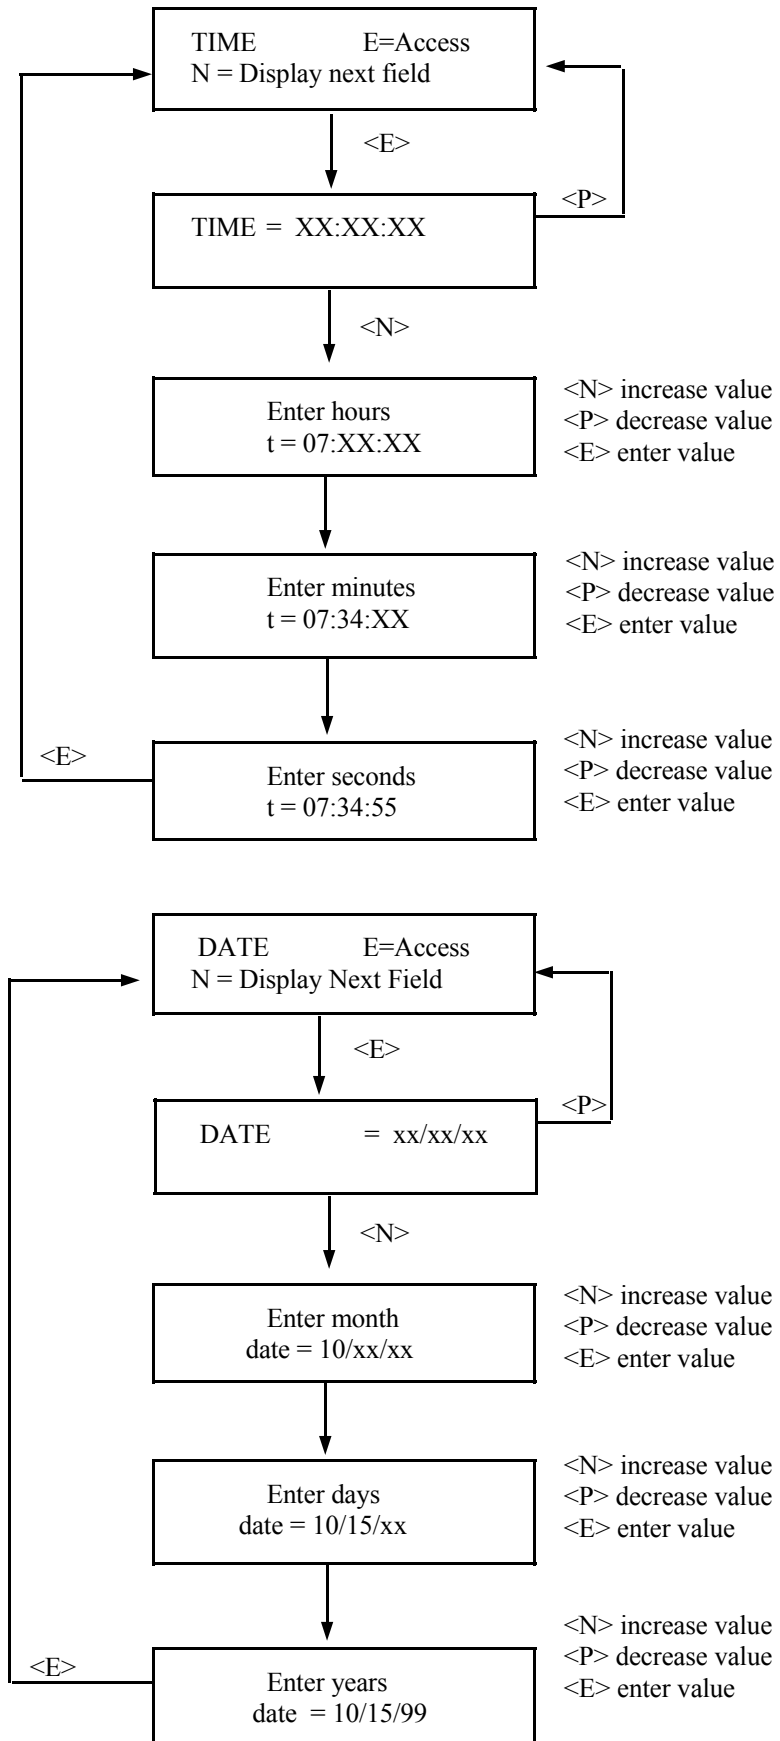 TIME E=Access
N = Display next field
<E>
<P>
TIME = XX:XX:XX
<N>
Enter hours
t = 07:XX:XX
<N> increase value
<P> decrease value
<E> enter value
Enter minutes
t = 07:34:XX
<N> increase value
<P> decrease value
<E> enter value
<E>
Enter seconds
t = 07:34:55
<N> increase value
<P> decrease value
<E> enter value
DATE E=Access
N = Display Next Field
<E>
<P>
DATE = xx/xx/xx
<N>
Enter month
date = 10/xx/xx
<N> increase value
<P> decrease value
<E> enter value
Enter days
date = 10/15/xx
<N> increase value
<P> decrease value
<E> enter value
<E>
Enter years
date = 10/15/99
<N> increase value
<P> decrease value
<E> enter value